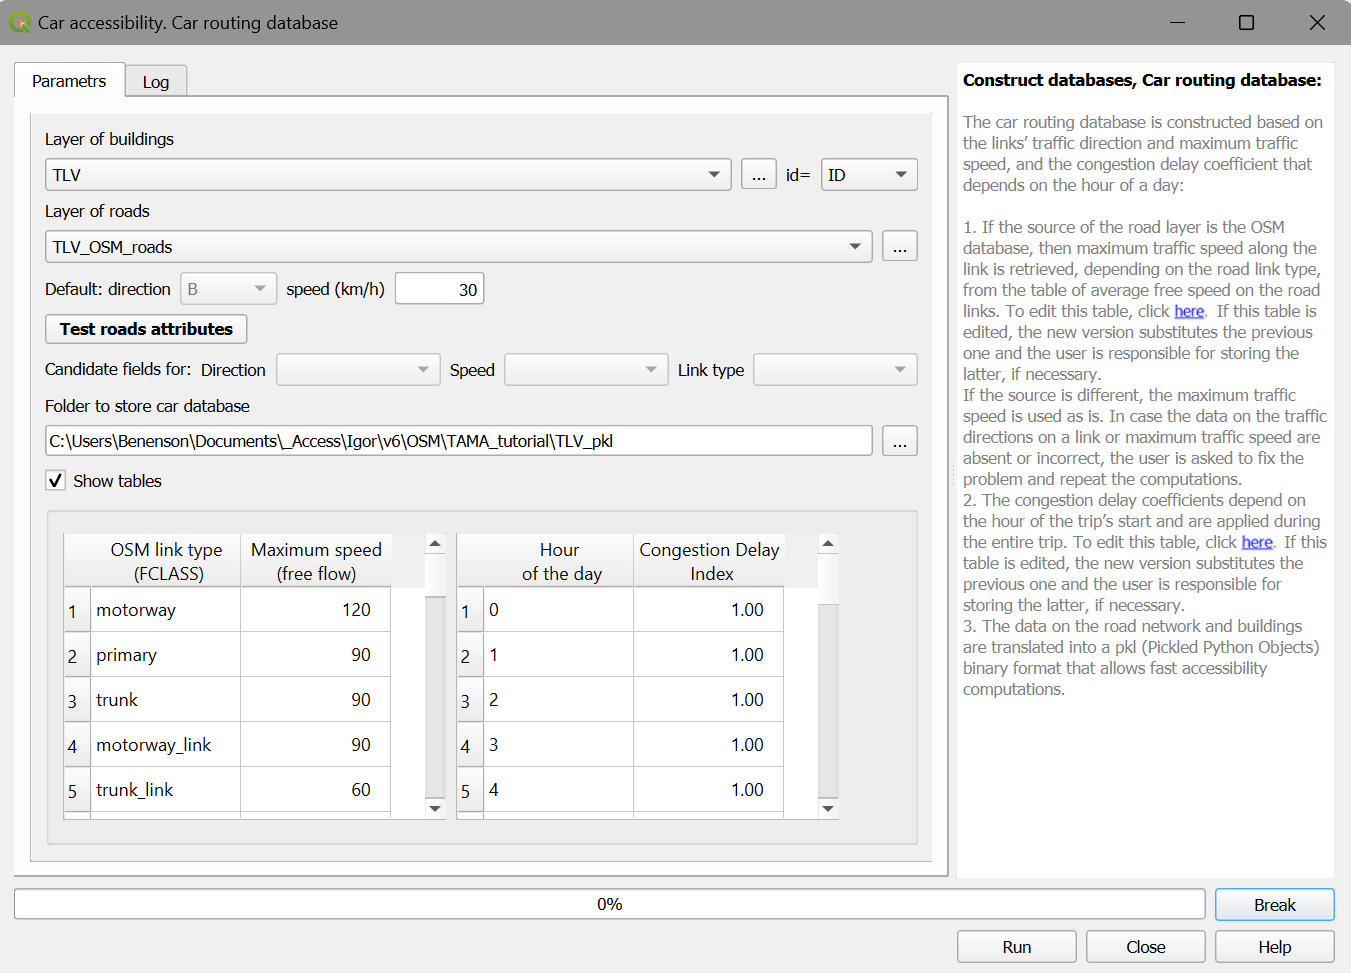 Car accessibility. Car routing database
Parametrs
Log
Layer of buildings
TLV
...
id=
ID
Layer of roads
TLV_OSM_roads
...
Default: direction
B
speed (km/h)
30
Test roads attributes
Candidate fields for:
Direction
Speed
Link type
Folder to store car database
C:\Users\Benenson\Documents\_Access\Igor\v6\OSM\TAMA_tutorial\TLV_pkl
...
Show tables
OSM link type
(FCLASS)
Maximum speed
(free flow)
1 motorway 120
2 primary 90
3 trunk 90
4 motorway_link 90
5 trunk_link 60
Hour
of the day
Congestion Delay
Index
1 0 1.00
2 1 1.00
3 2 1.00
4 3 1.00
5 4 1.00
Construct databases, Car routing database:
The car routing database is constructed based on
the links’ traffic direction and maximum traffic
speed, and the congestion delay coefficient that
depends on the hour of a day:
1. If the source of the road layer is the OSM
database, then maximum traffic speed along the
link is retrieved, depending on the road link type,
from the table of average free speed on the road
links. To edit this table, click here. If this table is
edited, the new version substitutes the previous
one and the user is responsible for storing the
latter, if necessary.
If the source is different, the maximum traffic
speed is used as is. In case the data on the traffic
directions on a link or maximum traffic speed are
absent or incorrect, the user is asked to fix the
problem and repeat the computations.
2. The congestion delay coefficients depend on
the hour of the trip’s start and are applied during
the entire trip. To edit this table, click here. If this
table is edited, the new version substitutes the
previous one and the user is responsible for
storing the latter, if necessary.
3. The data on the road network and buildings
are translated into a pkl (Pickled Python Objects)
binary format that allows fast accessibility
computations.
0%
Break
Run
Close
Help